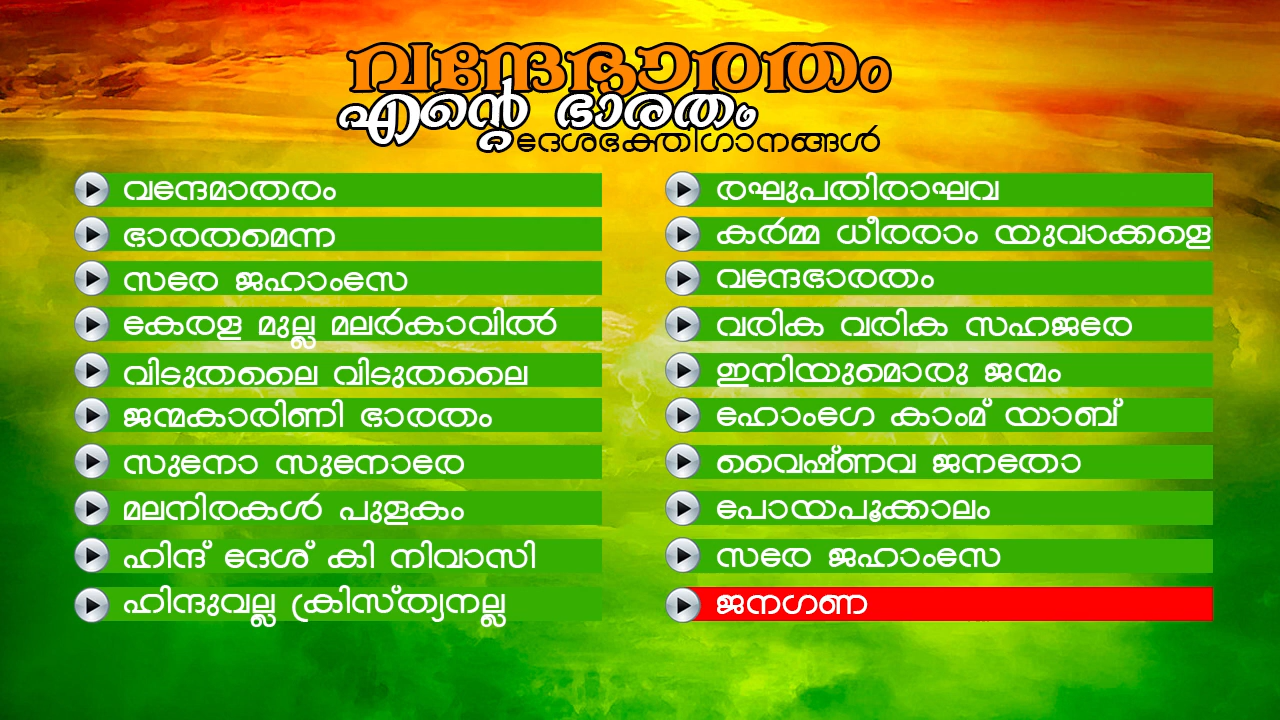 വന്ദേഭാരതം
എന്റെ ഭാരതം
ദേശഭക്തിഗാനങ്ങൾ
വന്ദേമാതരം
ഭാരതമെന്ന
സരേ ജഹാംസേ
കേരള മുല്ല മലർകാവിൽ
വിടുതലൈ വിടുതലൈ
ജന്മകാരിണി ഭാരതം
സുനോ സുനോരേ
മലനിരകൾ പുളകം
ഹിന്ദ് ദേശ് കി നിവാസി
ഹിന്ദുവല്ല ക്രിസ്ത്യനല്ല
രഘുപതിരാഘവ
കർമ്മ ധീരരാം യുവാക്കളെ
വന്ദേഭാരതം
വരിക വരിക സഹജരേ
ഇനിയുമൊരു ജന്മം
ഹോംഗേ കാംമ് യാബ്
വൈഷ്ണവ ജനതോ
പോയപൂക്കാലം
സരേ ജഹാംസേ
ജനഗണ